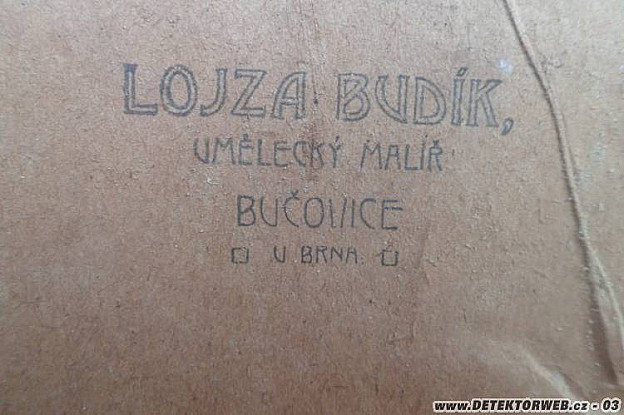 LOJZA BUDÍK,
UMĚLECKÝ MALÍŘ
BUČOVICE
U BRNA.
www.DETEKTORWEB.cz - 03